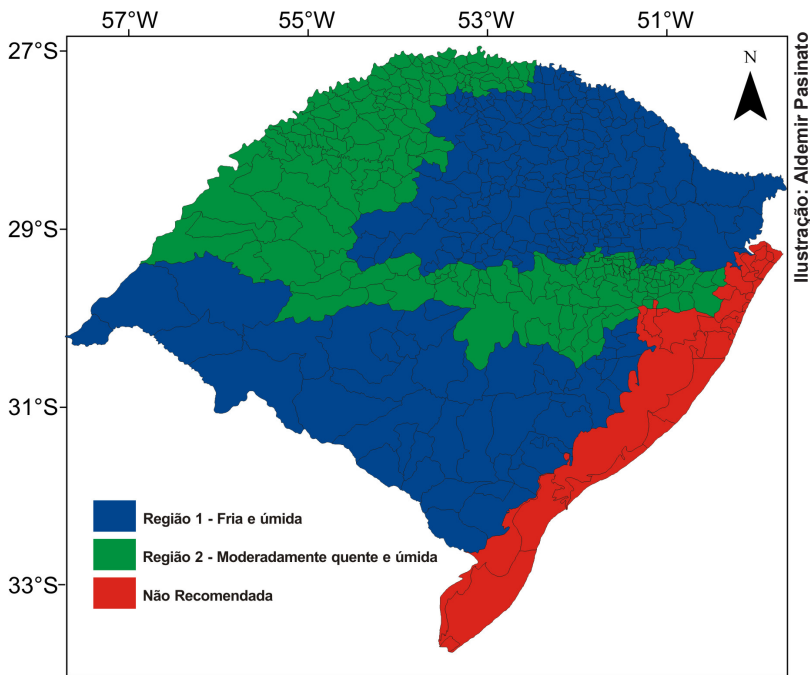 57°W 55°W 53°W 51°W
27°S
29°S
31°S
33°S
N
Ilustração: Aldemir Pasinato
Região 1 - Fria e úmida
Região 2 - Moderadamente quente e úmida
Não Recomendada